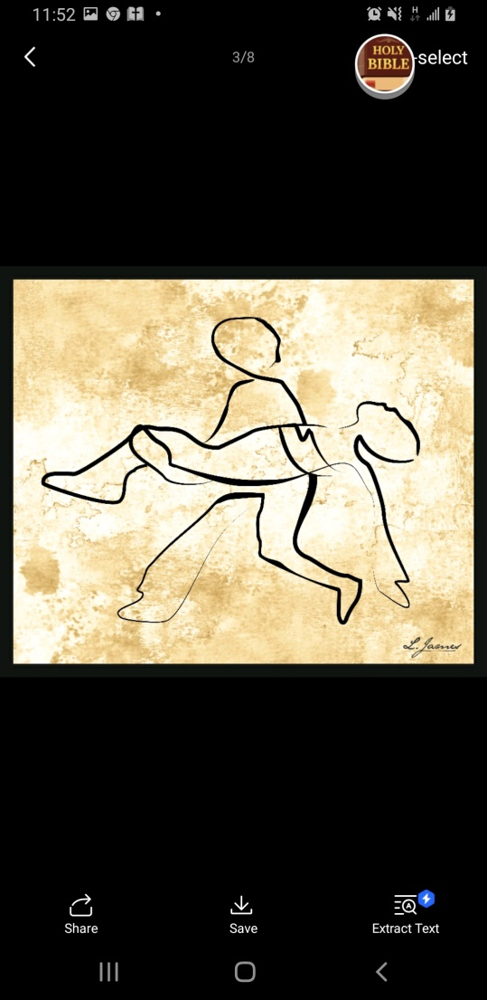 11:52
H
3/8
HOLY
BIBLE
-select
L. James
Share
Save
A
Extract Text